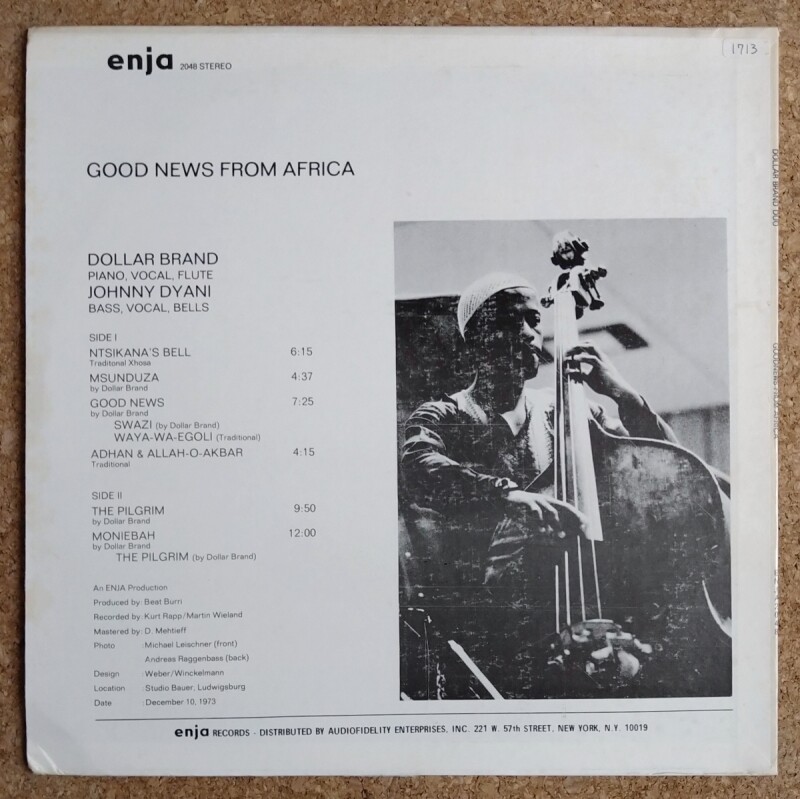 enja 2048 STEREO
1713
GOOD NEWS FROM AFRICA
DOLLAR BRAND
PIANO, VOCAL, FLUTE
JOHNNY DYANI
BASS, VOCAL, BELLS
SIDE I
NTSIKANA'S BELL 6:15
Traditonal Xhosa
MSUNDUZA 4:37
by Dollar Brand
GOOD NEWS 7:25
by Dollar Brand
SWAZI (by Dollar Brand)
WAYA-WA-EGOLI (Traditional)
ADHAN & ALLAH-O-AKBAR 4:15
Traditional
SIDE II
THE PILGRIM 9:50
by Dollar Brand
MONIEBAH 12:00
by Dollar Brand
THE PILGRIM (by Dollar Brand)
An ENJA Production
Produced by: Beat Burri
Recorded by: Kurt Rapp/Martin Wieland
Mastered by: D. Mehtieff
Photo :Michael Leischner (front)
Andreas Raggenbass (back)
Design :Weber/Winckelmann
Location :Studio Bauer, Ludwigsburg
Date :December 10, 1973
enja RECORDS - DISTRIBUTED BY AUDIOFIDELITY ENTERPRISES, INC. 221 W. 57th STREET, NEW YORK, N.Y. 10019
DOLLAR BRAND DUO